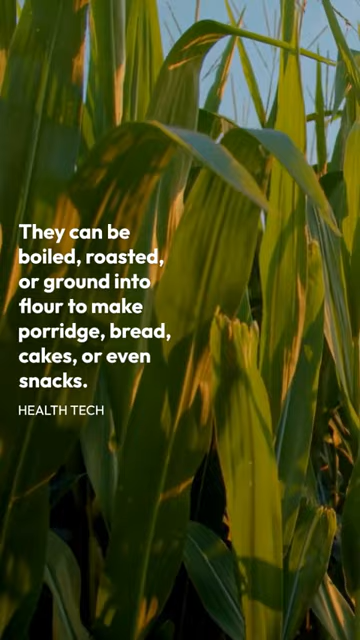 They can be
boiled, roasted,
or ground into
flour to make
porridge, bread,
cakes, or even
snacks.
HEALTH TECH